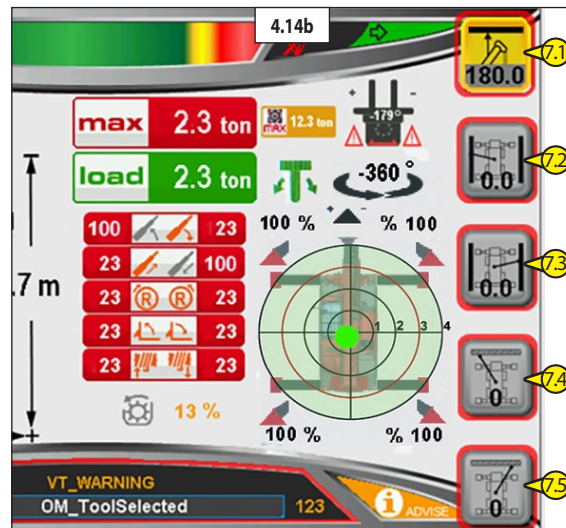 4.14b
7.1
180.0
max 2.3 ton
MAX 12.3 ton
+ -
-179°
7.2
0.0
load 2.3 ton
-360 °
100 123
100 % % 100
+ -
23 100
7.3
0.0
.7 m
23 R R 23
1 2 3 4
23 23
23 23
7.4
0
13 %
100 % % 100
VT_WARNING
OM_ToolSelected 123
i ADVISE
7.5
0